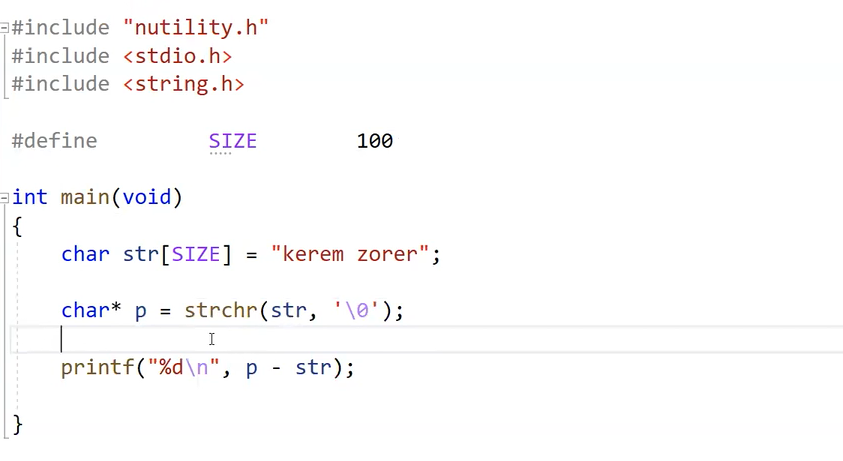 #include "nutility.h"
#include <stdio.h>
#include <string.h>
#define SIZE 100
int main(void)
{
char str[SIZE] = "kerem zorer";
char* p = strchr(str, '\0');
printf("%d\n", p - str);
}